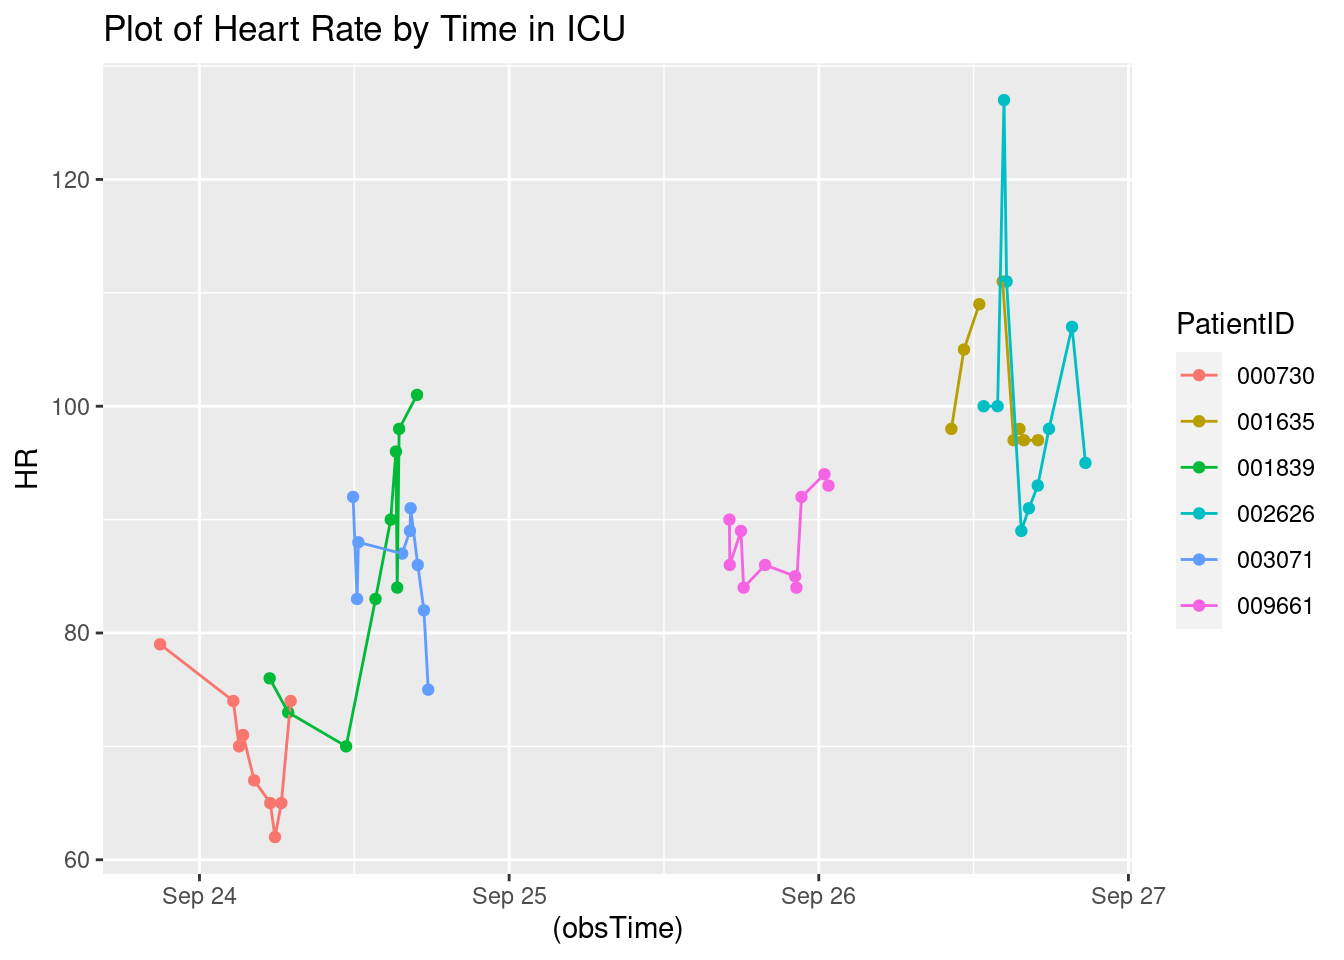 Plot of Heart Rate by Time in ICU
120
100
80
60
HR
Sep 24
Sep 25
Sep 26
Sep 27
(obsTime)
PatientID
000730
001635
001839
002626
003071
009661